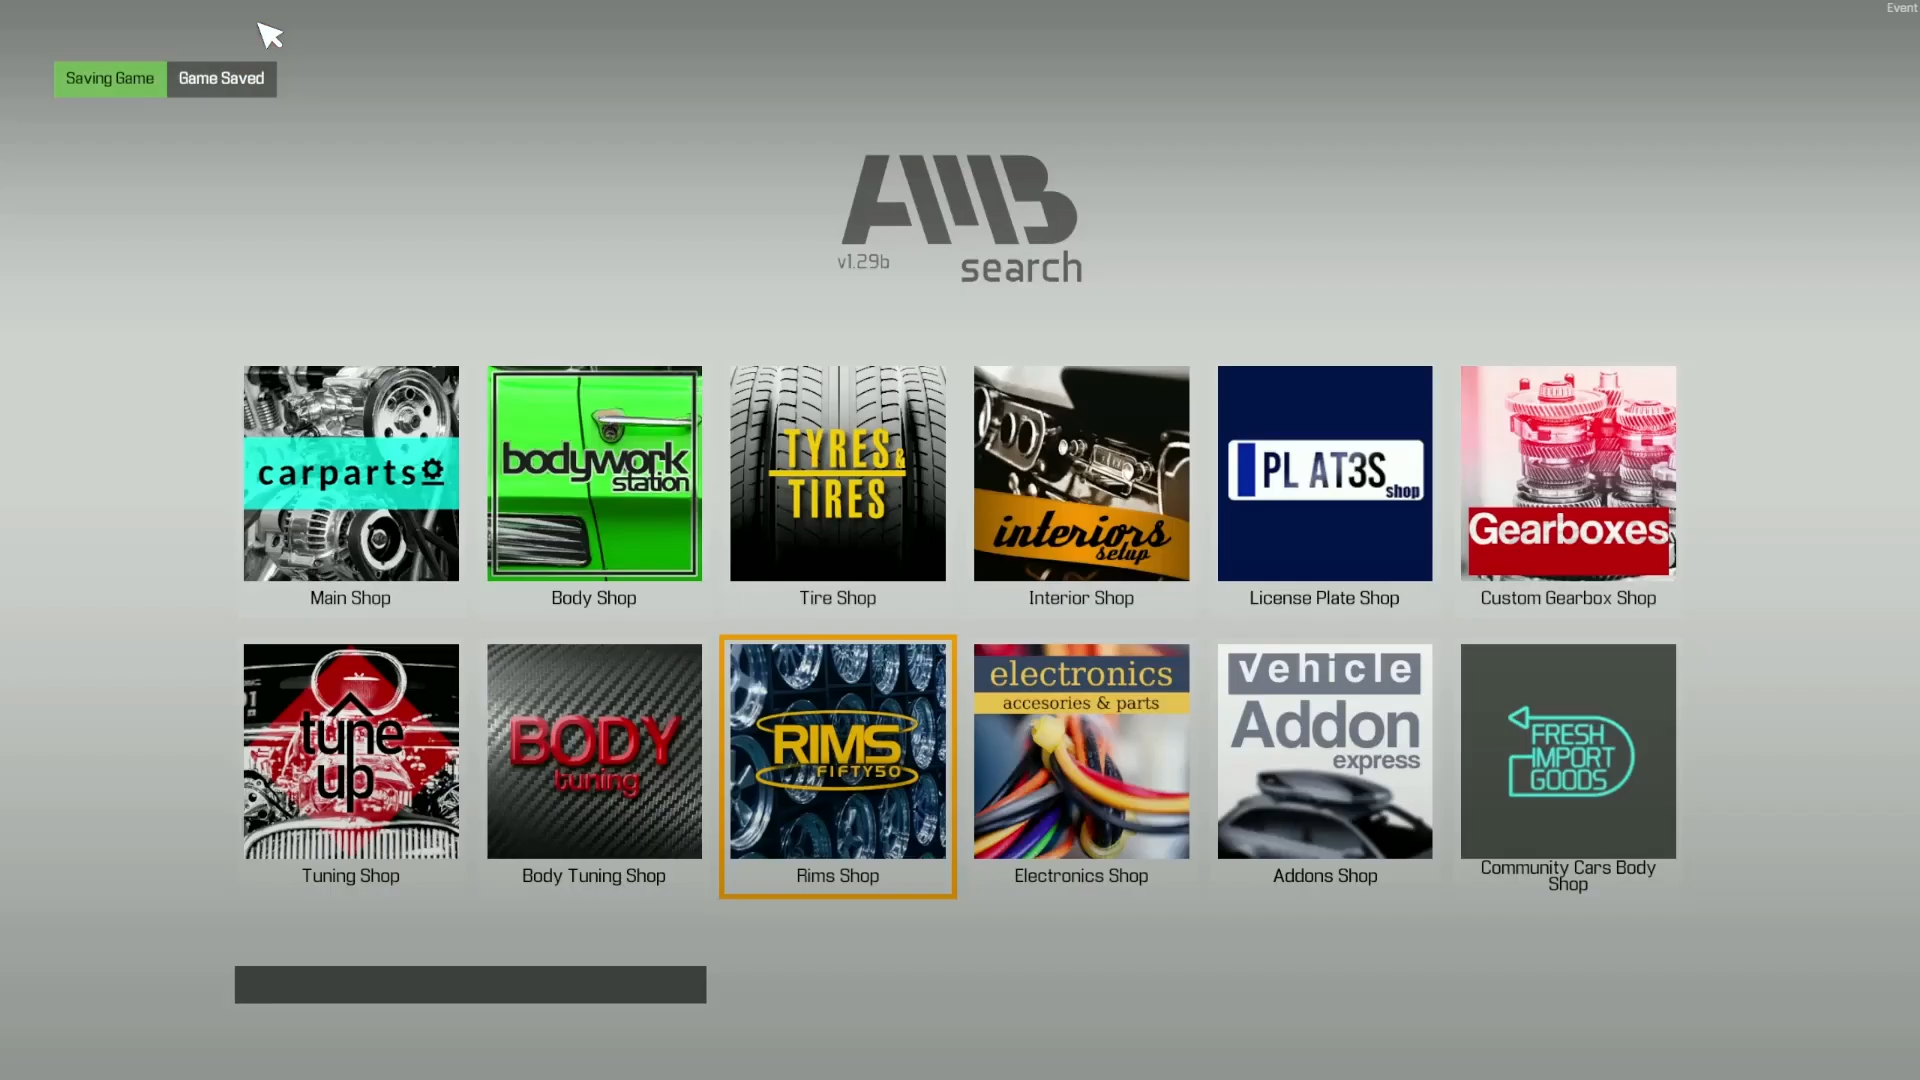 Event
Saving Game Game Saved
AMB
v1.29b
search
carparts
bodywork
station
TYRES &
TIRES
interiors
setup
PL AT3S
shop
Gearboxes
Main Shop
Body Shop
Tire Shop
Interior Shop
License Plate Shop
Custom Gearbox Shop
tune
up
BODY
tuning
RIMS
FIFTY50
electronics
accesories & parts
vehicle
Addon
express
FRESH
IMPORT
GOODS
Tuning Shop
Body Tuning Shop
Rims Shop
Electronics Shop
Addons Shop
Community Cars Body
Shop